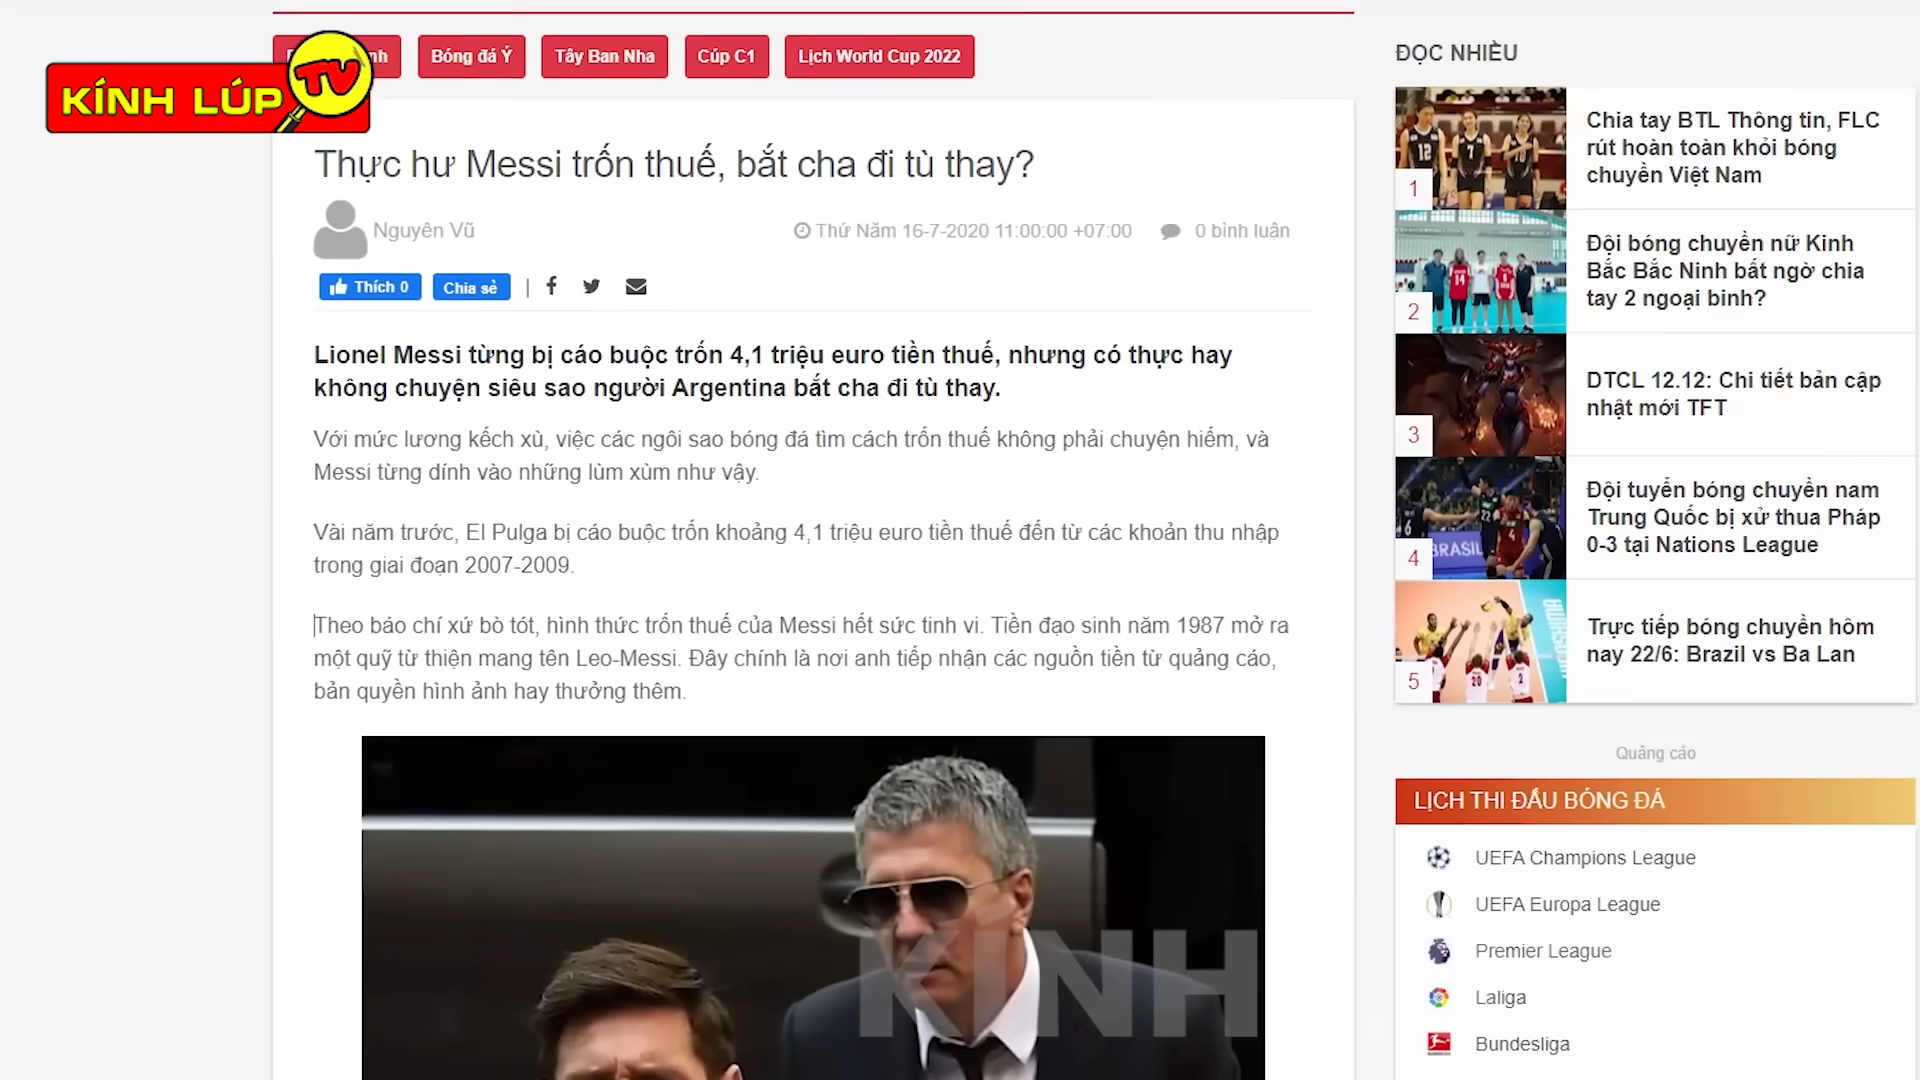 Bóng đá Ý
Tây Ban Nha
Cúp C1
Lịch World Cup 2022
KÍNH LÚP TV
Thực hư Messi trốn thuế, bắt cha đi tù thay?
Nguyên Vũ
Thứ Năm 16-7-2020 11:00:00 +07:00
0 bình luận
Thích 0
Chia sẻ
Lionel Messi từng bị cáo buộc trốn 4,1 triệu euro tiền thuế, nhưng có thực hay
không chuyện siêu sao người Argentina bắt cha đi tù thay.
Với mức lương kếch xù, việc các ngôi sao bóng đá tìm cách trốn thuế không phải chuyện hiếm, và
Messi từng dính vào những lùm xùm như vậy.
Vài năm trước, El Pulga bị cáo buộc trốn khoảng 4,1 triệu euro tiền thuế đến từ các khoản thu nhập
trong giai đoạn 2007-2009.
Theo báo chí xứ bò tót, hình thức trốn thuế của Messi hết sức tinh vi. Tiền đạo sinh năm 1987 mở ra
một quỹ từ thiện mang tên Leo-Messi. Đây chính là nơi anh tiếp nhận các nguồn tiền từ quảng cáo,
bản quyền hình ảnh hay thưởng thêm.
KINH
ĐỌC NHIỀU
1
Chia tay BTL Thông tin, FLC
rút hoàn toàn khỏi bóng
chuyền Việt Nam
2
Đội bóng chuyền nữ Kinh
Bắc Bắc Ninh bất ngờ chia
tay 2 ngoại binh?
3
DTCL 12.12: Chi tiết bản cập
nhật mới TFT
4
BRASIL
Đội tuyển bóng chuyền nam
Trung Quốc bị xử thua Pháp
0-3 tại Nations League
5
Trực tiếp bóng chuyền hôm
nay 22/6: Brazil vs Ba Lan
Quảng cáo
LỊCH THI ĐẤU BÓNG ĐÁ
UEFA Champions League
UEFA Europa League
Premier League
Laliga
Bundesliga